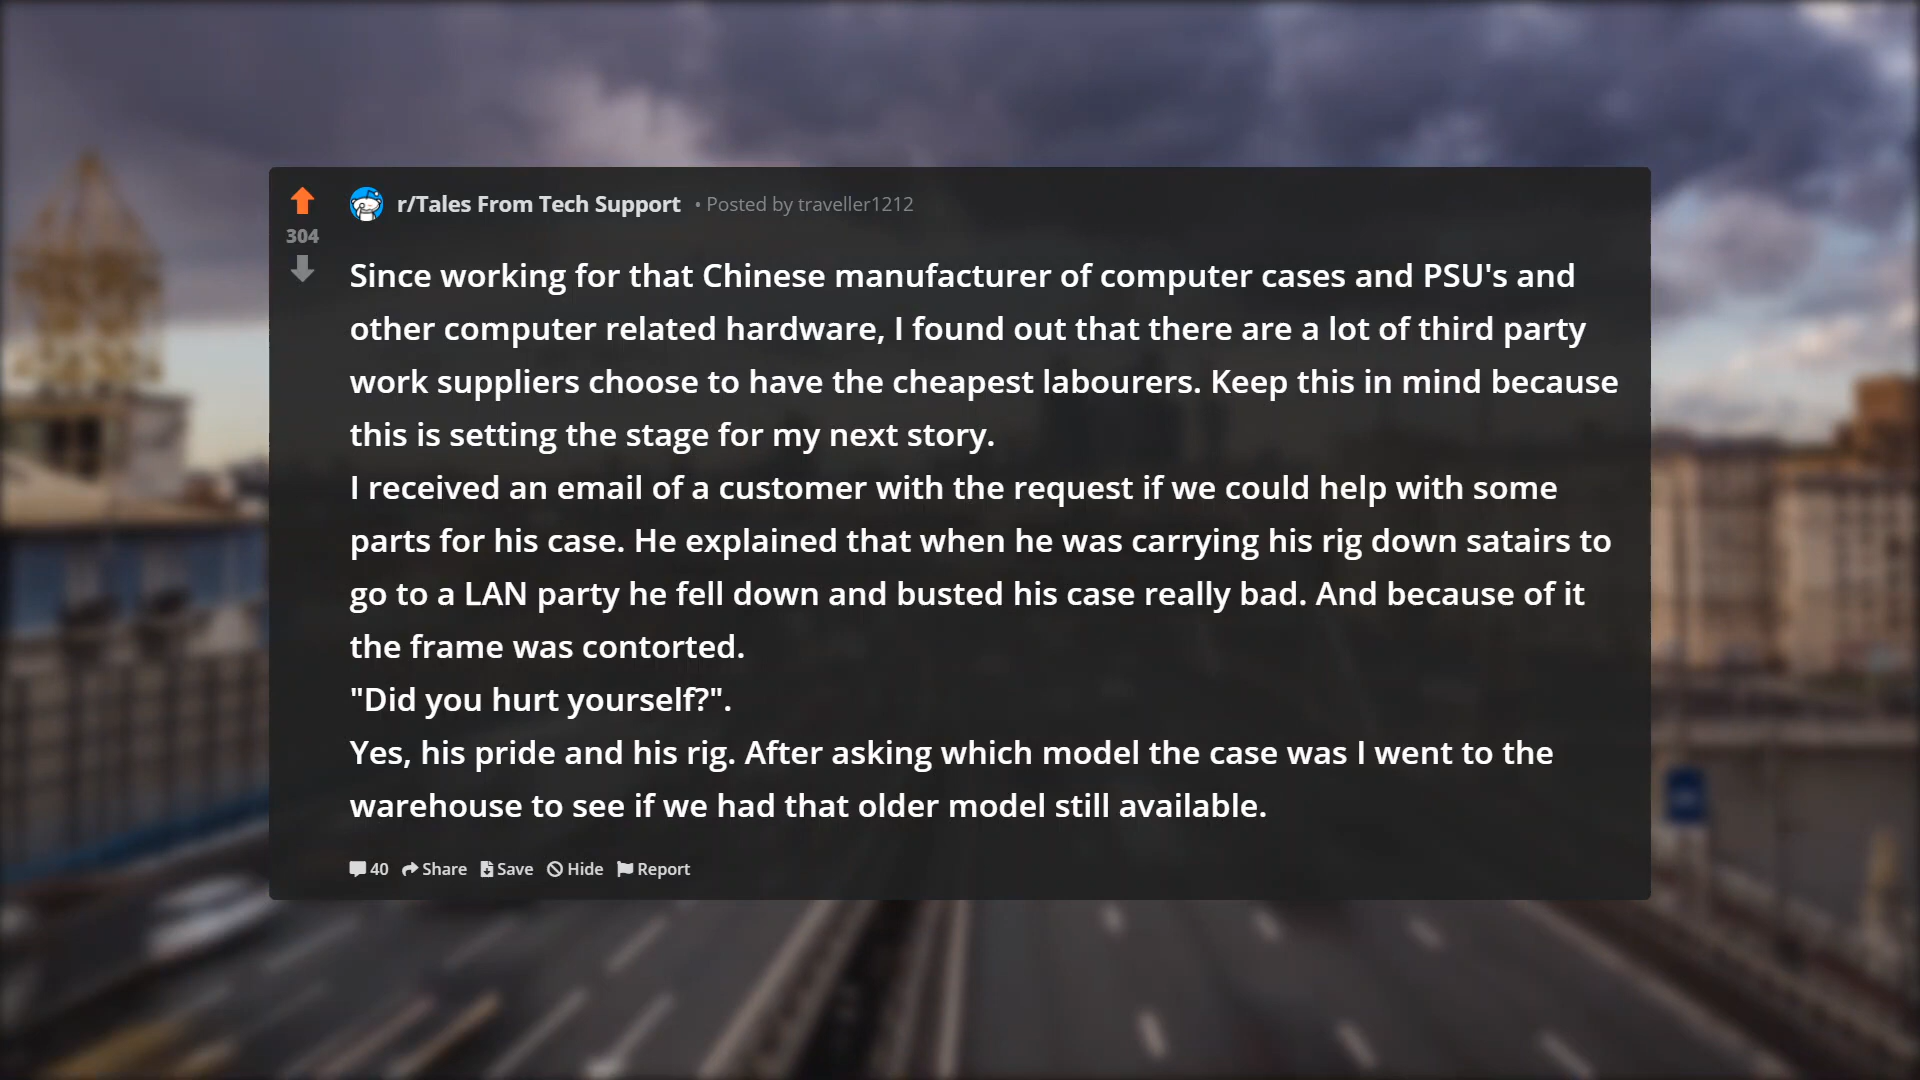 r/Tales From Tech Support • Posted by traveller1212
304
Since working for that Chinese manufacturer of computer cases and PSU's and
other computer related hardware, I found out that there are a lot of third party
work suppliers choose to have the cheapest labourers. Keep this in mind because
this is setting the stage for my next story.
I received an email of a customer with the request if we could help with some
parts for his case. He explained that when he was carrying his rig down satairs to
go to a LAN party he fell down and busted his case really bad. And because of it
the frame was contorted.
"Did you hurt yourself?".
Yes, his pride and his rig. After asking which model the case was I went to the
warehouse to see if we had that older model still available.
40 Share Save Hide Report